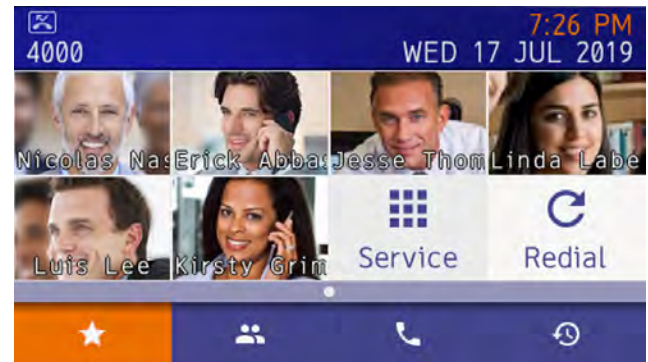 7:26 PM
4000 WED 17 JUL 2019
Nicolas Nas Erick Abbas Jesse Thom Linda Labe
Luis Lee Kirsty Grim Service Redial